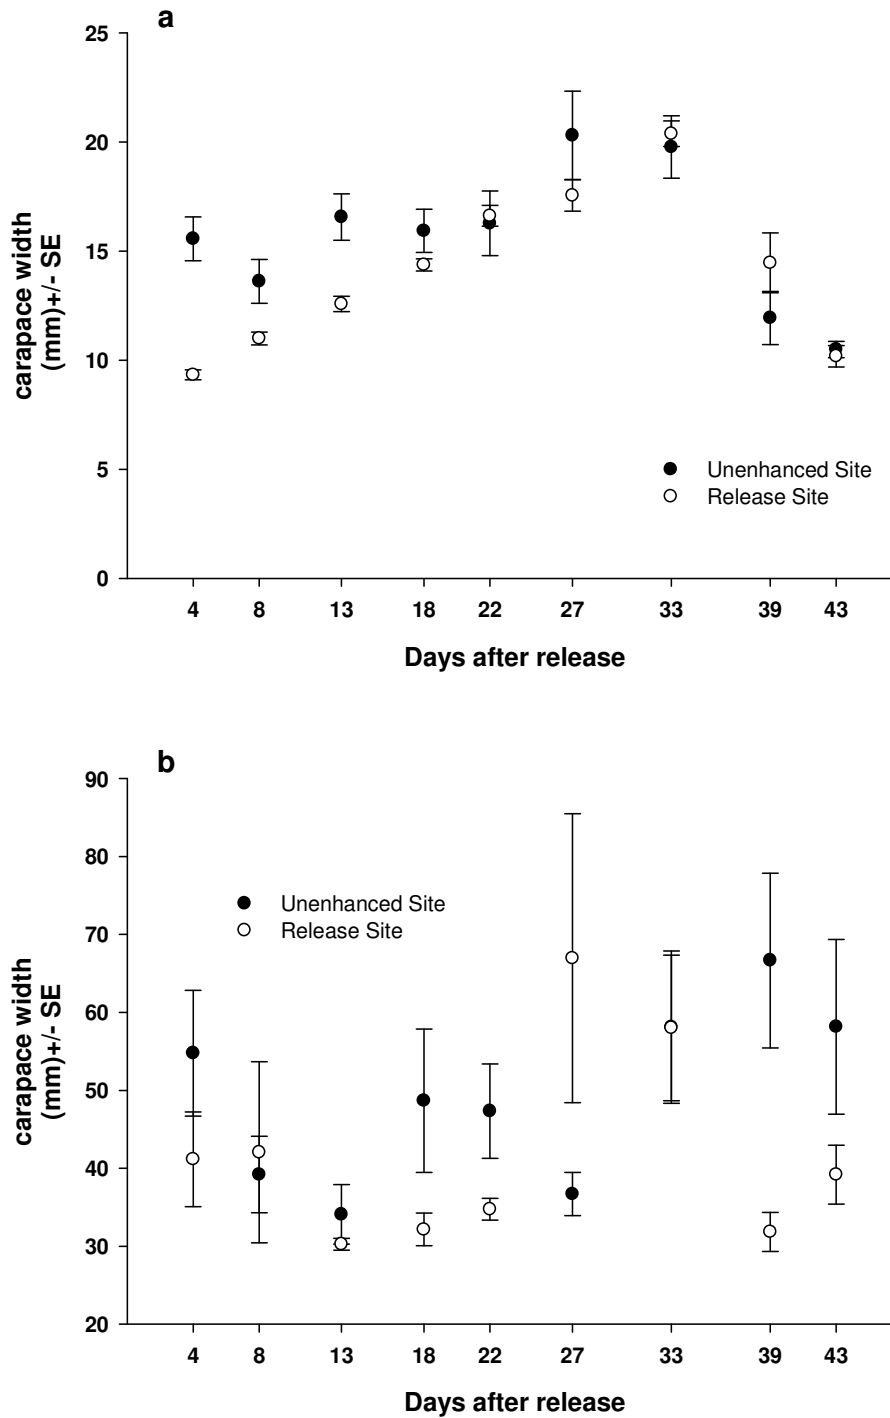 a
25
20
15
10
5
0
carapace width
(mm)+/- SE
Unenhanced Site
Release Site
4 8 13 18 22 27 33 39 43
Days after release
b
90
80
70
60
50
40
30
20
carapace width
(mm)+/- SE
Unenhanced Site
Release Site
4 8 13 18 22 27 33 39 43
Days after release